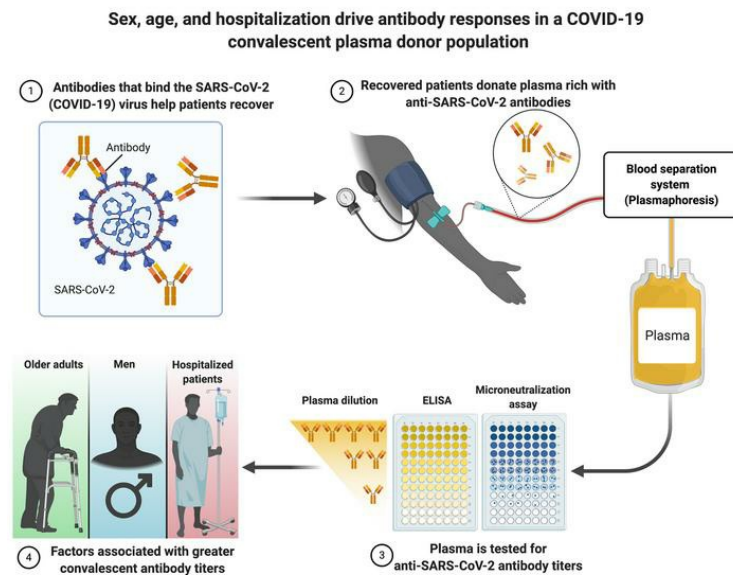 Sex, age, and hospitalization drive antibody responses in a COVID-19
convalescent plasma donor population
1
Antibodies that bind the SARS-CoV-2
(COVID-19) virus help patients recover
Antibody
SARS-CoV-2
2
Recovered patients donate plasma rich with
anti-SARS-CoV-2 antibodies
Blood separation
system
(Plasmaphoresis)
Plasma
Plasma dilution
ELISA
Microneutralization
assay
3
Plasma is tested for
anti-SARS-CoV-2 antibody titers
Older adults
Men
Hospitalized
patients
4
Factors associated with greater
convalescent antibody titers